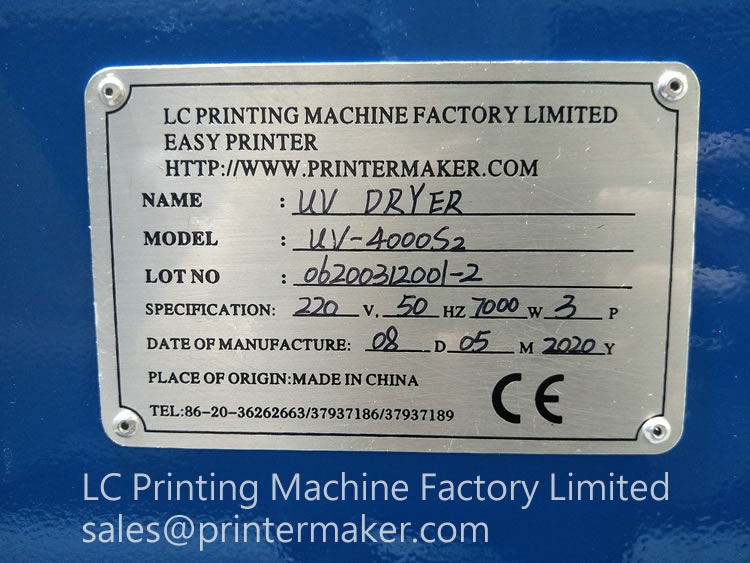 LC PRINTING MACHINE FACTORY LIMITED
EASY PRINTER
HTTP://WWW.PRINTERMAKER.COM
NAME : UV DRYER
MODEL : UV-4000S2
LOT NO : 06200312001-2
SPECIFICATION: 220 V, 50 HZ 7000 W 3 P
DATE OF MANUFACTURE: 08 D 05 M 2020 Y
PLACE OF ORIGIN:MADE IN CHINA
TEL:86-20-36262663/37937186/37937189
CE
LC Printing Machine Factory Limited
sales@printermaker.com